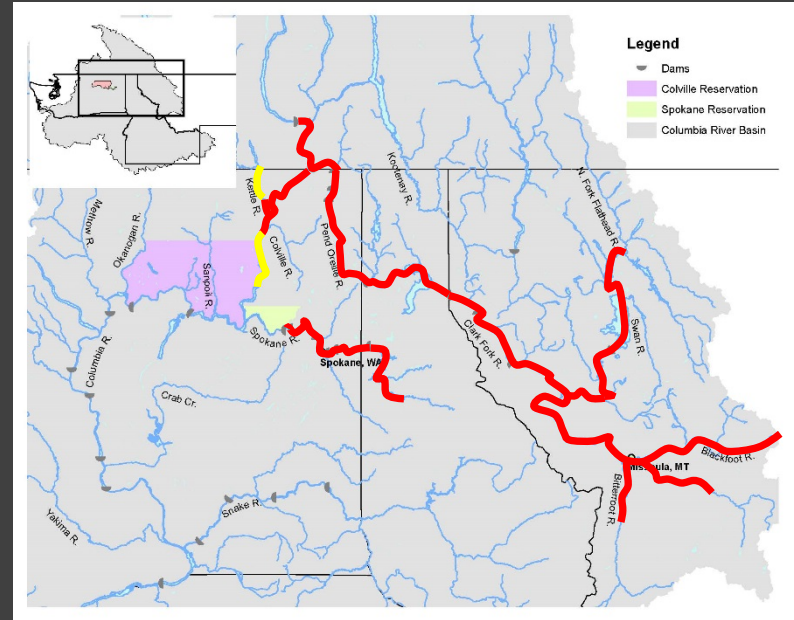 Legend
Dams
Colville Reservation
Spokane Reservation
Columbia River Basin
Kootenay R.
N. Fork Flathead R.
Methow R.
Okanogan R.
Kettle R.
Colville R.
Pend Oreille R.
Sanpoil R.
Spokane R.
Spokane, WA
Columbia R.
Crab Cr.
Clark Fork R.
Swan R.
Blackfoot R.
Missoula, MT
Bitterroot R.
Snake R.
Yakima R.